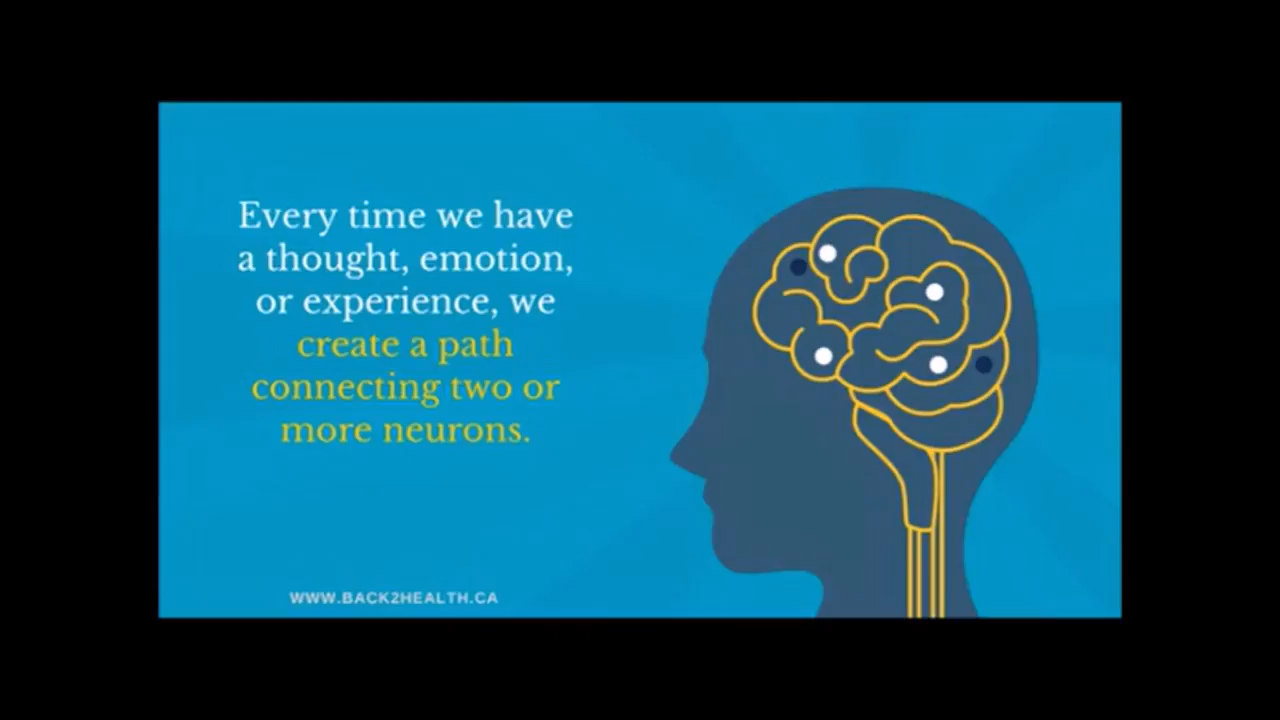 Every time we have
a thought, emotion,
or experience, we
create a path
connecting two or
more neurons.
WWW.BACK2HEALTH.CA